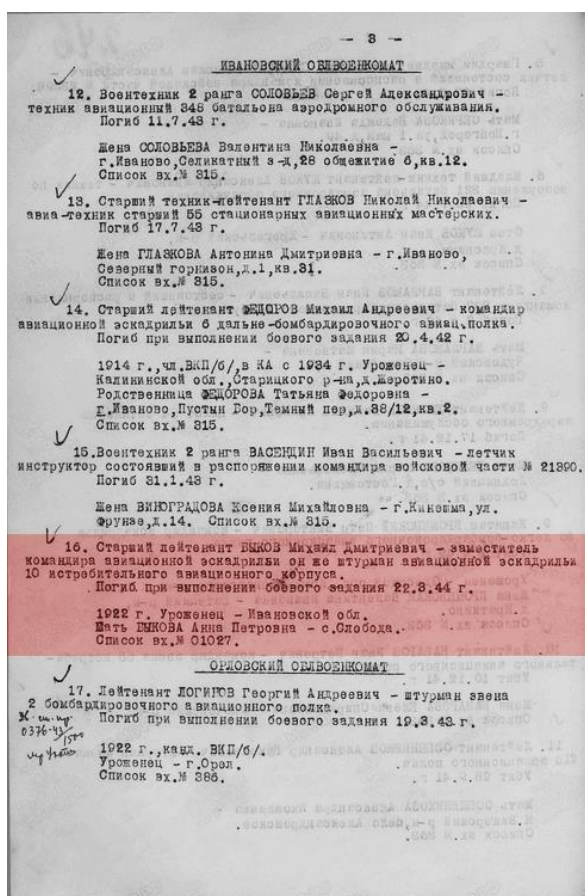 — 3 —
ИВАНОВСКИЙ ОБЛВОЕНКОМАТ
12. Воентехник 2 ранга СОЛОВЬЕВ Сергей Александрович –
техник авиационный 348 батальона аэродромного обслуживания.
Погиб 11.7.43 г.
Жена СОЛОВЬЕВА Валентина Николаевна –
г.Иваново,Селикатный з-д,28 общежитие 6,кв.12.
Список вх.№ 315.
13. Старший техник-лейтенант ГЛАЗКОВ Николай Николаевич –
авиа-техник старший 55 стационарных авиационных мастерских.
Погиб 17.7.43 г.
Жена ГЛАЗКОВА Антонина Дмитриевна – г.Иваново,
Северный горнизон,д.1,кв.31.
Список вх.№ 315.
14. Старший лейтенант ФЕДОРОВ Михаил Андреевич – командир
авиационной эскадрильи 6 дальне-бомбардировочного авиац.полка.
Погиб при выполнении боевого задания 20.4.42 г.
1914 г.,чл.ВКП/б/,в КА с 1934 г. Уроженец –
Калининской обл.,Старицкого р-на,д.Жеротино.
Родственница ФЕДОРОВА Татьяна Федоровна –
г.Иваново,Пустын Бор,Темный пер,д.38/12,кв.2.
Список вх.№ 315.
15.Воентехник 2 ранга ВАСЕНДИН Иван Васильевич – летчик
инструктор состоявший в распоряжении командира войсковой части № 21390.
Погиб 31.1.43 г.
Жена ВИНОГРАДОВА Ксения Михайловна – г.Кинешма,ул.
Фрунзе,д.14. Список вх.№ 315.
16. Старший лейтенант БЫКОВ Михаил Дмитриевич – заместитель
командира авиационной эскадрильи он же штурман авиационной эскадрильи
10 истребительного авиационного корпуса.
Погиб при выполнении боевого задания 22.3.44 г.
1922 г. Уроженец – Ивановской обл.
Мать БЫКОВА Анна Петровна – с.Слобода.
Список вх.№ 01027.
ОРЛОВСКИЙ ОБЛВОЕНКОМАТ
17. Лейтенант ЛОГИНОВ Георгий Андреевич – штурман звена
2 бомбардировочного авиационного полка.
Погиб при выполнении боевого задания 19.3.43 г.
0376-43
1500
1922 г.,канд. ВКП/б/.
Уроженец – г.Орел.
Список вх.№ 386.